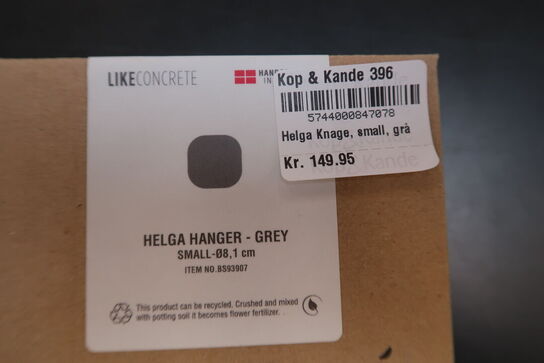 LIKECONCRETE
HAND
IN
Kop & Kande 396
5744000847078
Helga Knage, small, grå
Kr. 149.95
Kop & Kande
HELGA HANGER - GREY
SMALL-Ø8,1 cm
ITEM NO.BS93907
This product can be recycled. Crushed and mixed
with potting soil it becomes flower fertilizer.